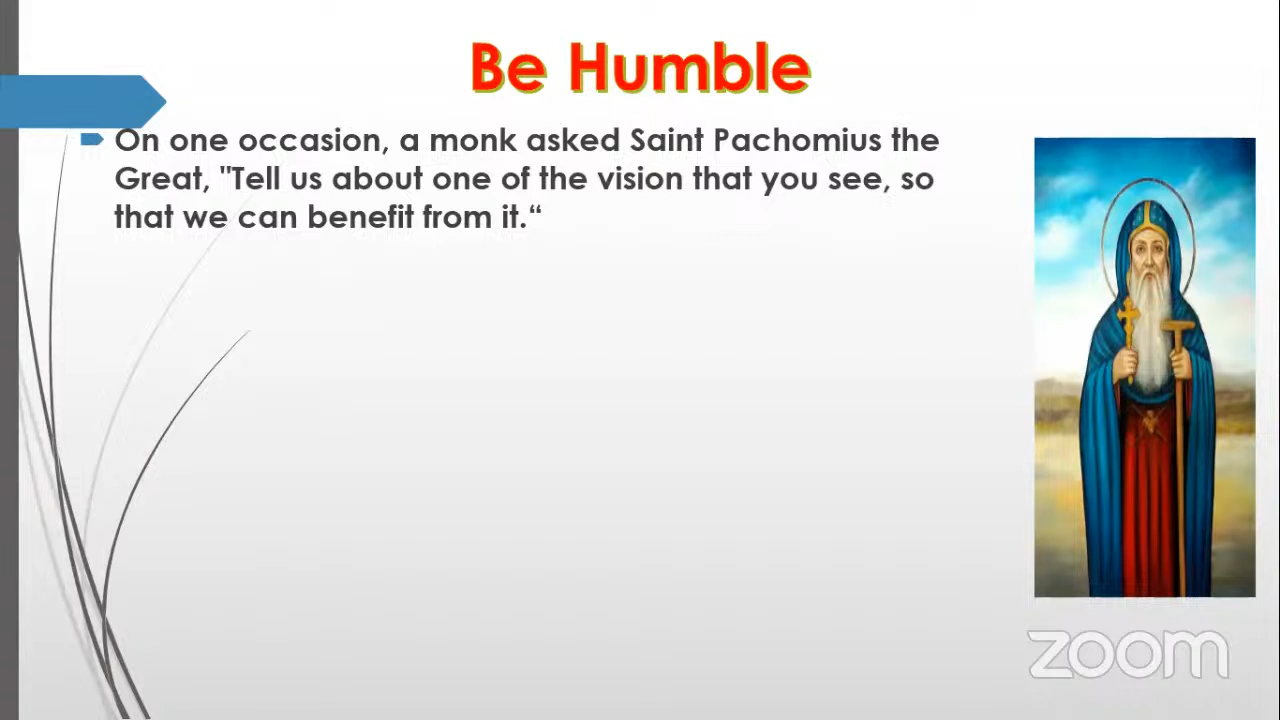 Be Humble
On one occasion, a monk asked Saint Pachomius the
Great, "Tell us about one of the vision that you see, so
that we can benefit from it.“
zoom